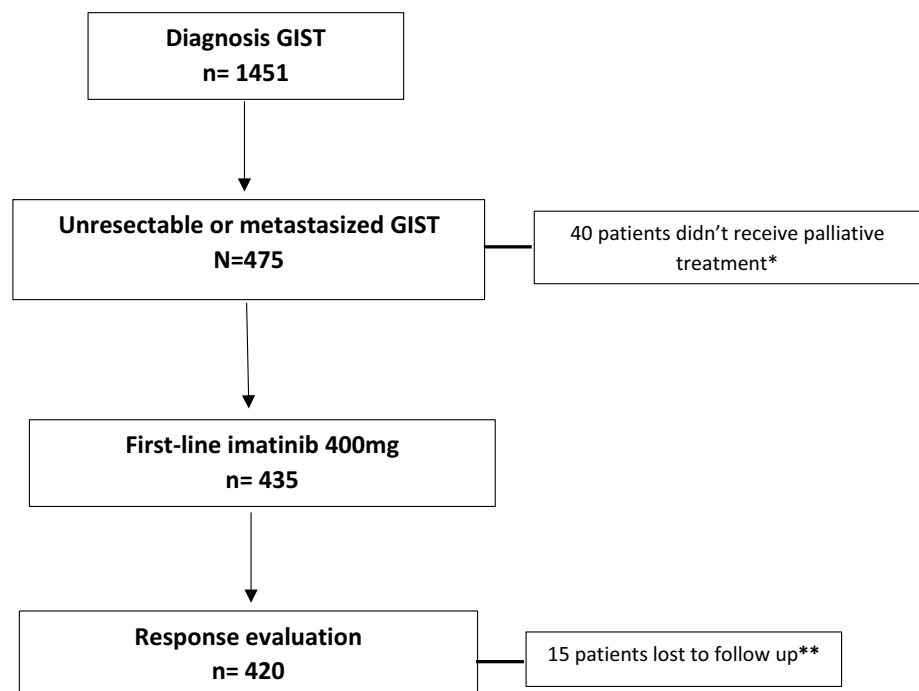 Diagnosis GIST
n= 1451
Unresectable or metastasized GIST
N=475
40 patients didn’t receive palliative
treatment*
First-line imatinib 400mg
n= 435
Response evaluation
n= 420
15 patients lost to follow up**